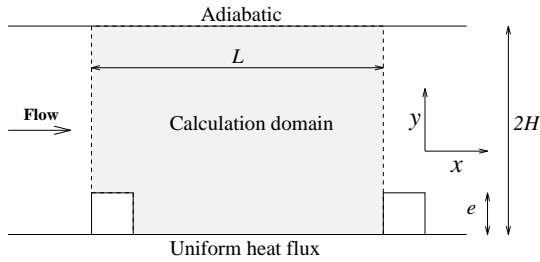 Adiabatic
L
Flow
Calculation domain
y
x
2H
e
Uniform heat flux